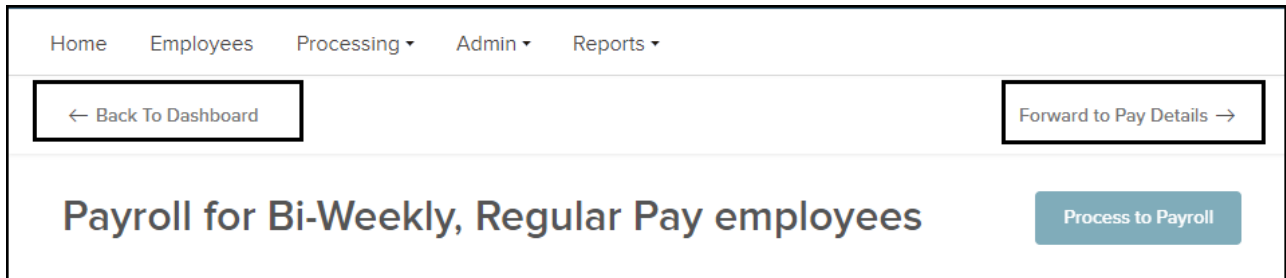 Home Employees Processing Admin Reports
← Back To Dashboard Forward to Pay Details →
Payroll for Bi-Weekly, Regular Pay employees Process to Payroll